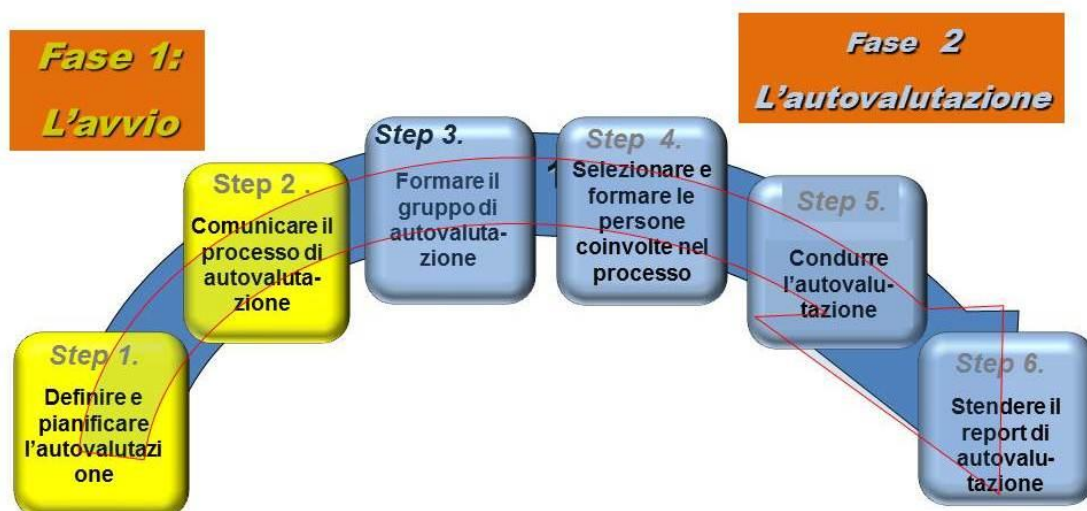 Fase 1:
L'avvio
Fase 2
L'autovalutazione
Step 1.
Definire e
pianificare
l'autovalutazi
one
Step 2 .
Comunicare il
processo di
autovaluta-
zione
Step 3.
Formare il
gruppo di
autovaluta-
zione
1
Step 4.
Selezionare e
formare le
persone
coinvolte nel
processo
Step 5.
Condurre
l'autovalu-
tazione
Step 6.
Stendere il
report di
autovalu-
tazione